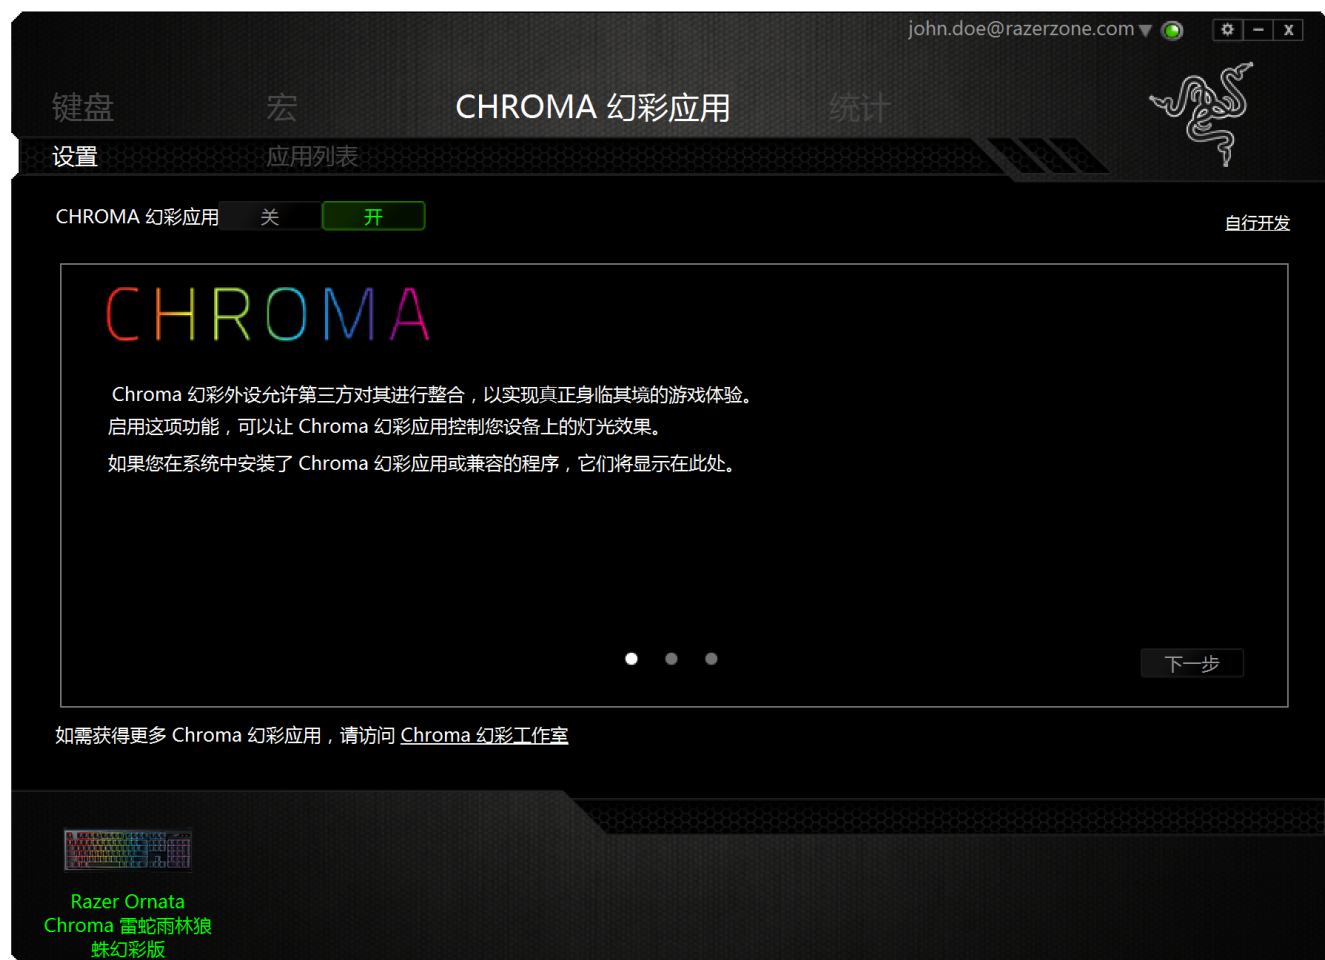 john.doe@razerzone.com
键盘 宏 CHROMA 幻彩应用 统计
设置 应用列表
CHROMA 幻彩应用 关 开
自行开发
CHROMA
Chroma 幻彩外设允许第三方对其进行整合，以实现真正身临其境的游戏体验。
启用这项功能，可以让 Chroma 幻彩应用控制您设备上的灯光效果。
如果您在系统中安装了 Chroma 幻彩应用或兼容的程序，它们将显示在此处。
下一步
如需获得更多 Chroma 幻彩应用，请访问 Chroma 幻彩工作室
Razer Ornata
Chroma 雷蛇雨林狼
蛛幻彩版